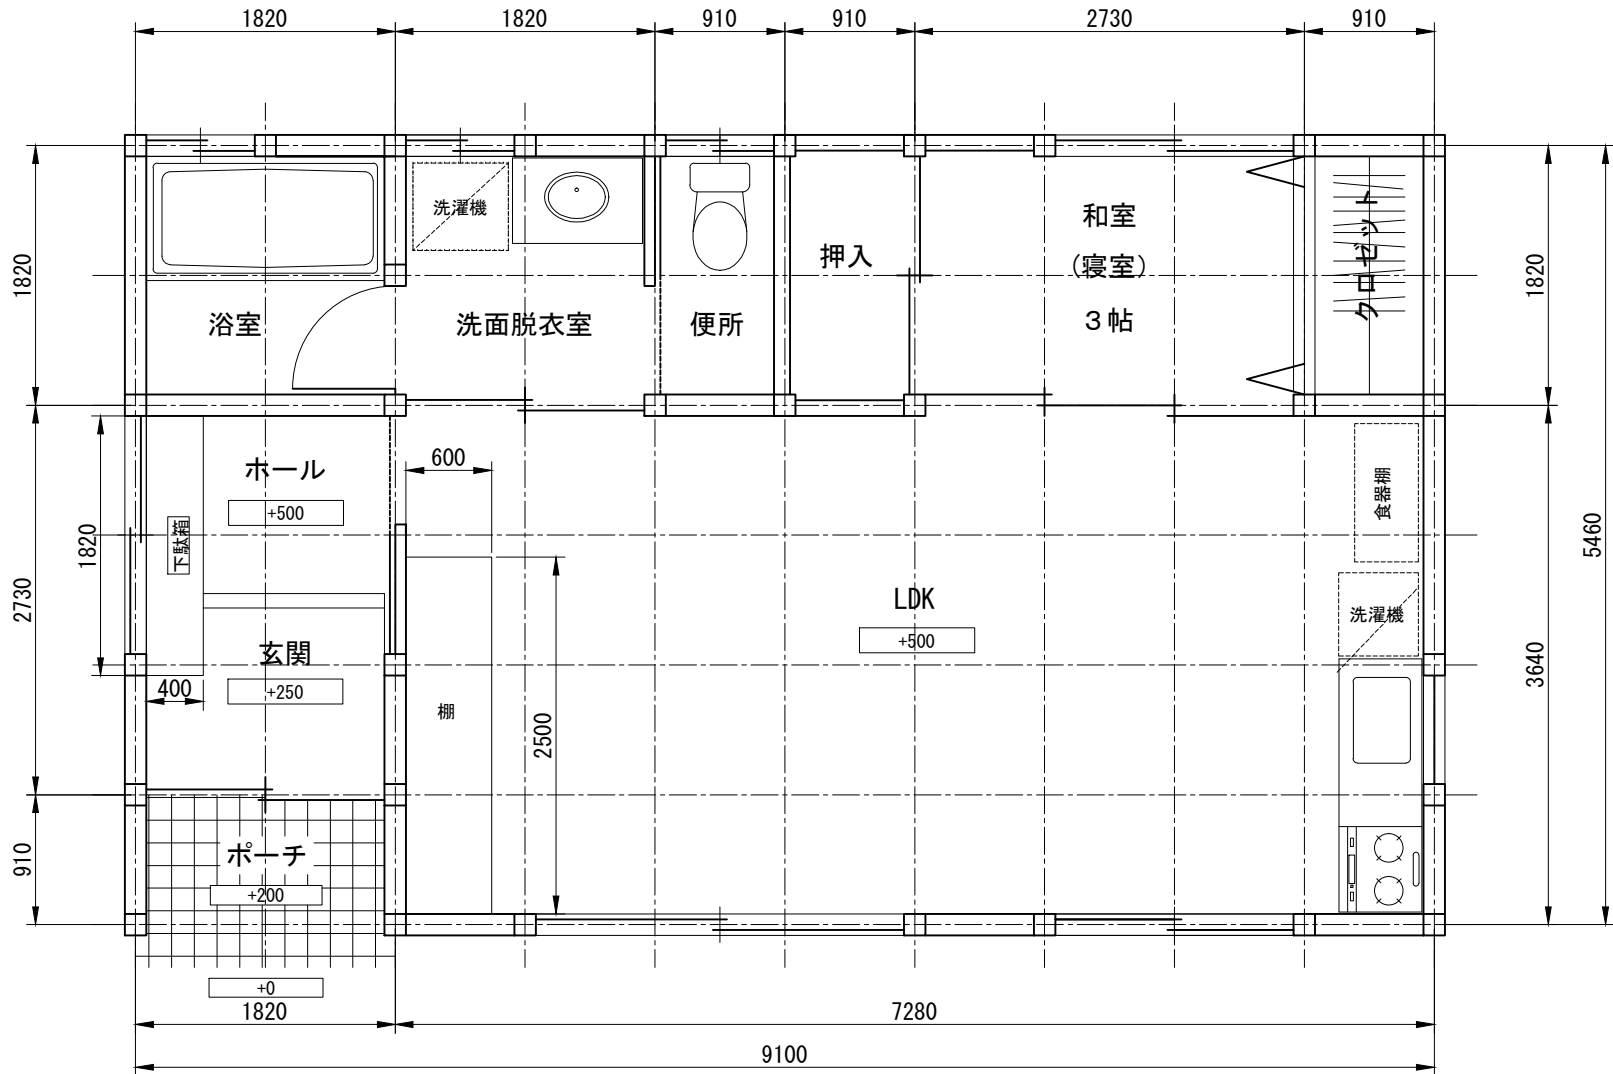 1820
1820
910
910
2730
910
洗濯機
和室
(寝室)
３帖
押入
クロゼット
浴室
洗面脱衣室
便所
1820
1820
ホール
+500
600
下駄箱
食器棚
1820
2730
5460
洗濯機
LDK
+500
玄関
+250
400
棚
2500
3640
910
ポーチ
+200
+0
1820
7280
9100